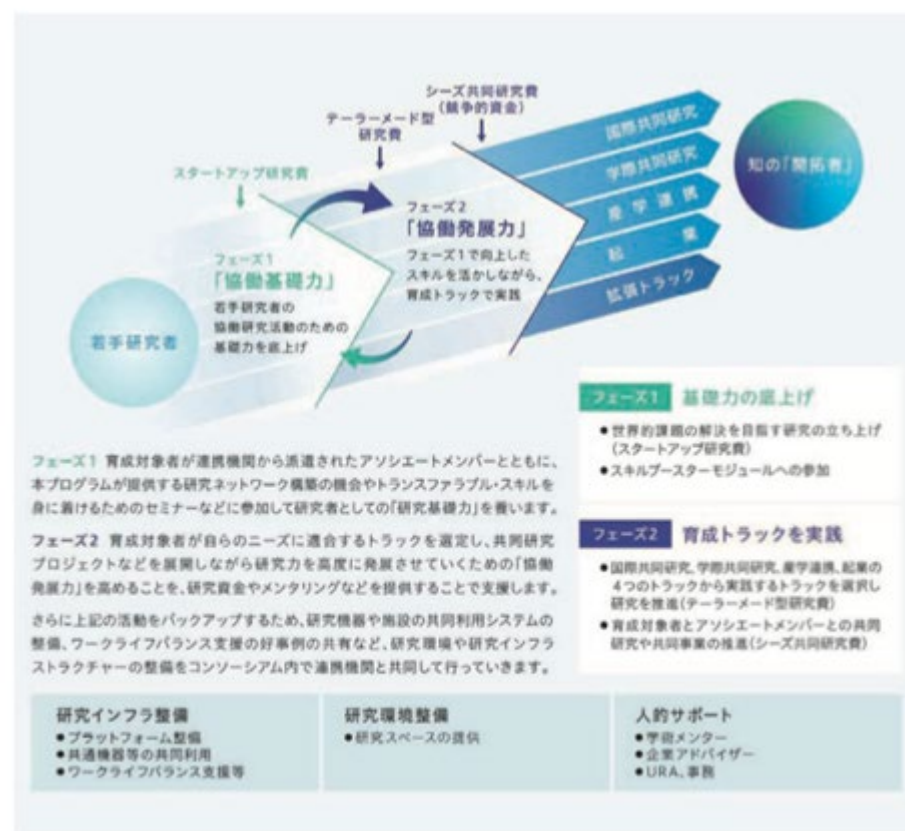 シーズ共同研究費
（競争的資金）
テーラーメード型
研究費
スタートアップ研究費
国際共同研究
学際共同研究
産学連携
起業
拡張トラック
知の「開拓者」
フェーズ2
「協働発展力」
フェーズ1で向上した
スキルを活かしながら、
育成トラックで実践
フェーズ1
「協働基礎力」
若手研究者の
協働研究活動のための
基礎力を底上げ
若手研究者
フェーズ1 育成対象者が連携機関から派遣されたアソシエートメンバーとともに、
本プログラムが提供する研究ネットワーク構築の機会やトランスファラブル・スキルを
身に着けるためのセミナーなどに参加して研究者としての「研究基礎力」を養います。
フェーズ2 育成対象者が自らのニーズに適合するトラックを選定し、共同研究
プロジェクトなどを展開しながら研究力を高度に発展させていくための「協働
発展力」を高めることを、研究資金やメンタリングなどを提供することで支援します。
さらに上記の活動をバックアップするため、研究機器や施設の共同利用システムの
整備、ワークライフバランス支援の好事例の共有など、研究環境や研究インフラ
ストラクチャーの整備をコンソーシアム内で連携機関と共同して行っていきます。
フェーズ1 基礎力の底上げ
●世界的課題の解決を目指す研究の立ち上げ
（スタートアップ研究費）
●スキルブースターモジュールへの参加
フェーズ2 育成トラックを実践
●国際共同研究、学際共同研究、産学連携、起業の
4つのトラックから実践するトラックを選択し
研究を推進（テーラーメード型研究費）
●育成対象者とアソシエートメンバーとの共同
研究や共同事業の推進（シーズ共同研究費）
研究インフラ整備
●プラットフォーム整備
●共通機器等の共同利用
●ワークライフバランス支援等
研究環境整備
●研究スペースの提供
人的サポート
●学術メンター
●企業アドバイザー
●URA、事務